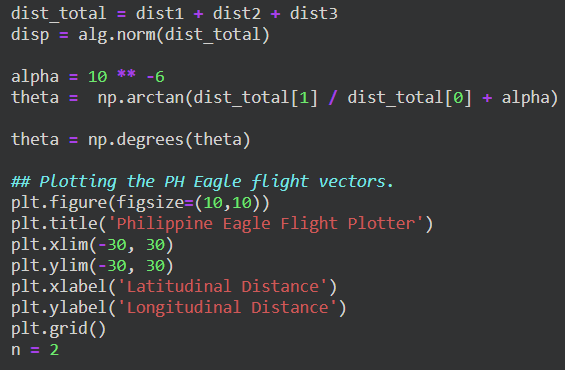 dist_total = dist1 + dist2 + dist3
disp = alg.norm(dist_total)
alpha = 10 ** -6
theta =  np.arctan(dist_total[1] / dist_total[0] + alpha)
theta = np.degrees(theta)
## Plotting the PH Eagle flight vectors.
plt.figure(figsize=(10,10))
plt.title('Philippine Eagle Flight Plotter')
plt.xlim(-30, 30)
plt.ylim(-30, 30)
plt.xlabel('Latitudinal Distance')
plt.ylabel('Longitudinal Distance')
plt.grid()
n = 2